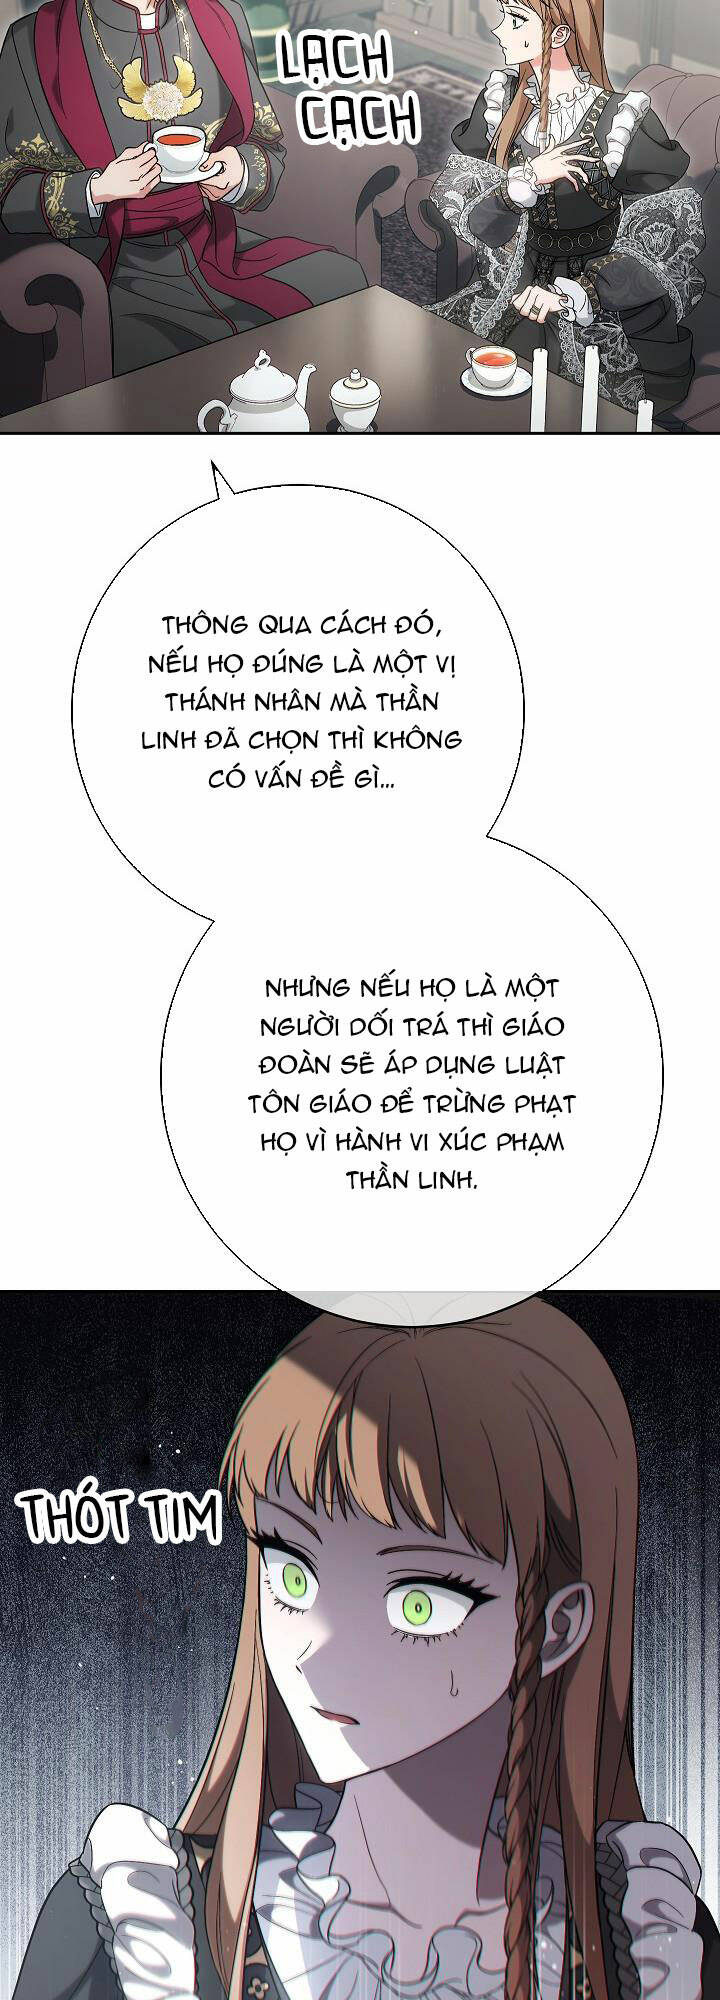 LẠCH
CẠCH
THÔNG QUA CÁCH ĐÓ,
NẾU HỌ ĐÚNG LÀ MỘT VỊ
THÁNH NHÂN MÀ THẦN
LINH ĐÃ CHỌN THÌ KHÔNG
CÓ VẤN ĐỀ GÌ...
NHƯNG NẾU HỌ LÀ MỘT
NGƯỜI DỐI TRÁ THÌ GIÁO
ĐOÀN SẼ ÁP DỤNG LUẬT
TÔN GIÁO ĐỂ TRỪNG PHẠT
HỌ VÌ HÀNH VI XÚC PHẠM
THẦN LINH.
THÓT TIM